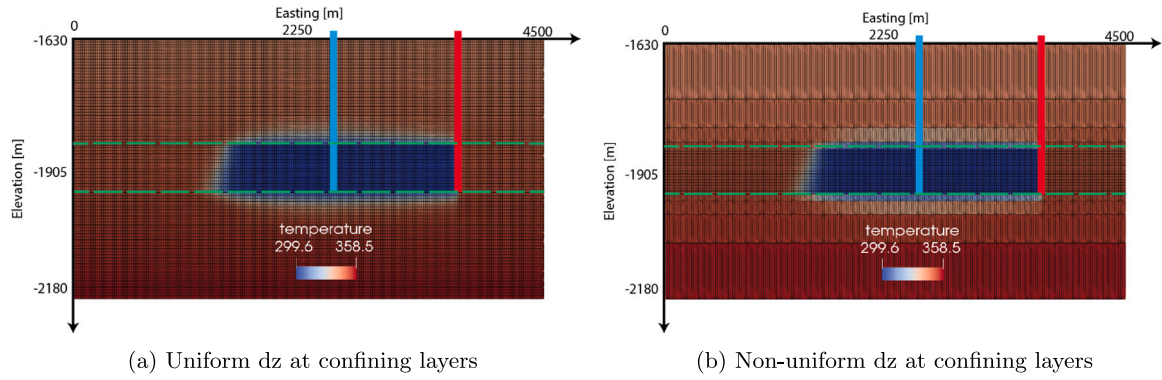 Easting [m]
0
2250
4500
-1630
Elevation [m]
-1905
temperature
299.6
358.5
-2180
(a) Uniform dz at confining layers
Easting [m]
0
2250
4500
-1630
Elevation [m]
-1905
temperature
299.6
358.5
-2180
(b) Non-uniform dz at confining layers